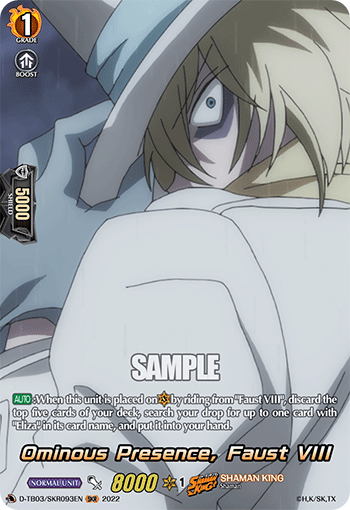 1
GRADE
BOOST
5000
SHIELD
SAMPLE
AUTO:When this unit is placed on by riding from "Faust VIII", discard the
top five cards of your deck, search your drop for up to one card with
"Eliza" in its card name, and put it into your hand.
Ominous Presence, Faust VIII
NORMAL UNIT 8000 1 SHAMAN KING SHAMAN KING
Shaman
D-TB03/SKR093EN SKR 2022 ©H,K/SK,TX